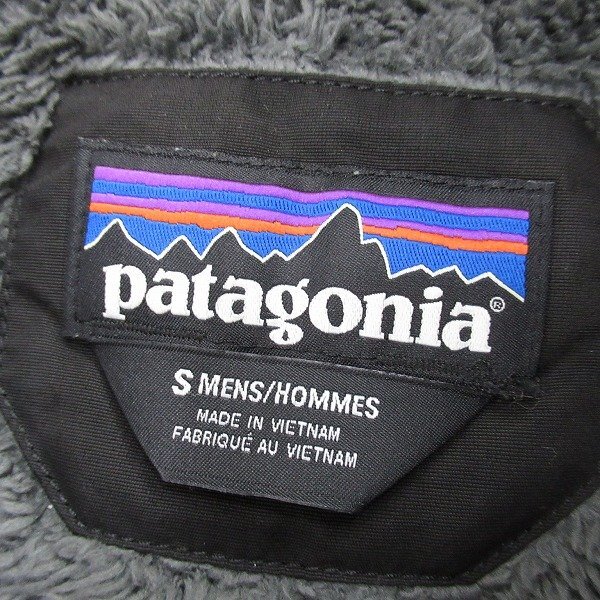 patagonia®
S MENS/HOMMES
MADE IN VIETNAM
FABRIQUÉ AU VIETNAM